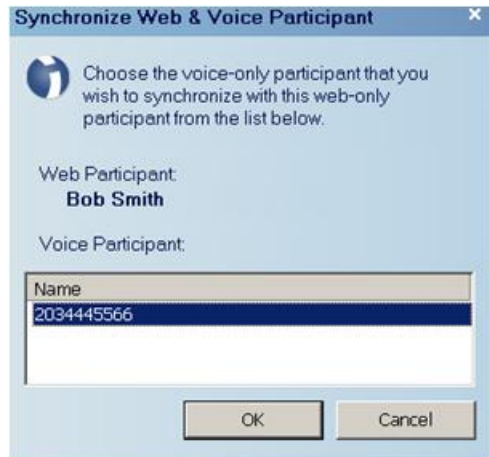 Synchronize Web & Voice Participant
Choose the voice-only participant that you
wish to synchronize with this web-only
participant from the list below.
Web Participant:
Bob Smith
Voice Participant:
Name
2034445566
OK
Cancel